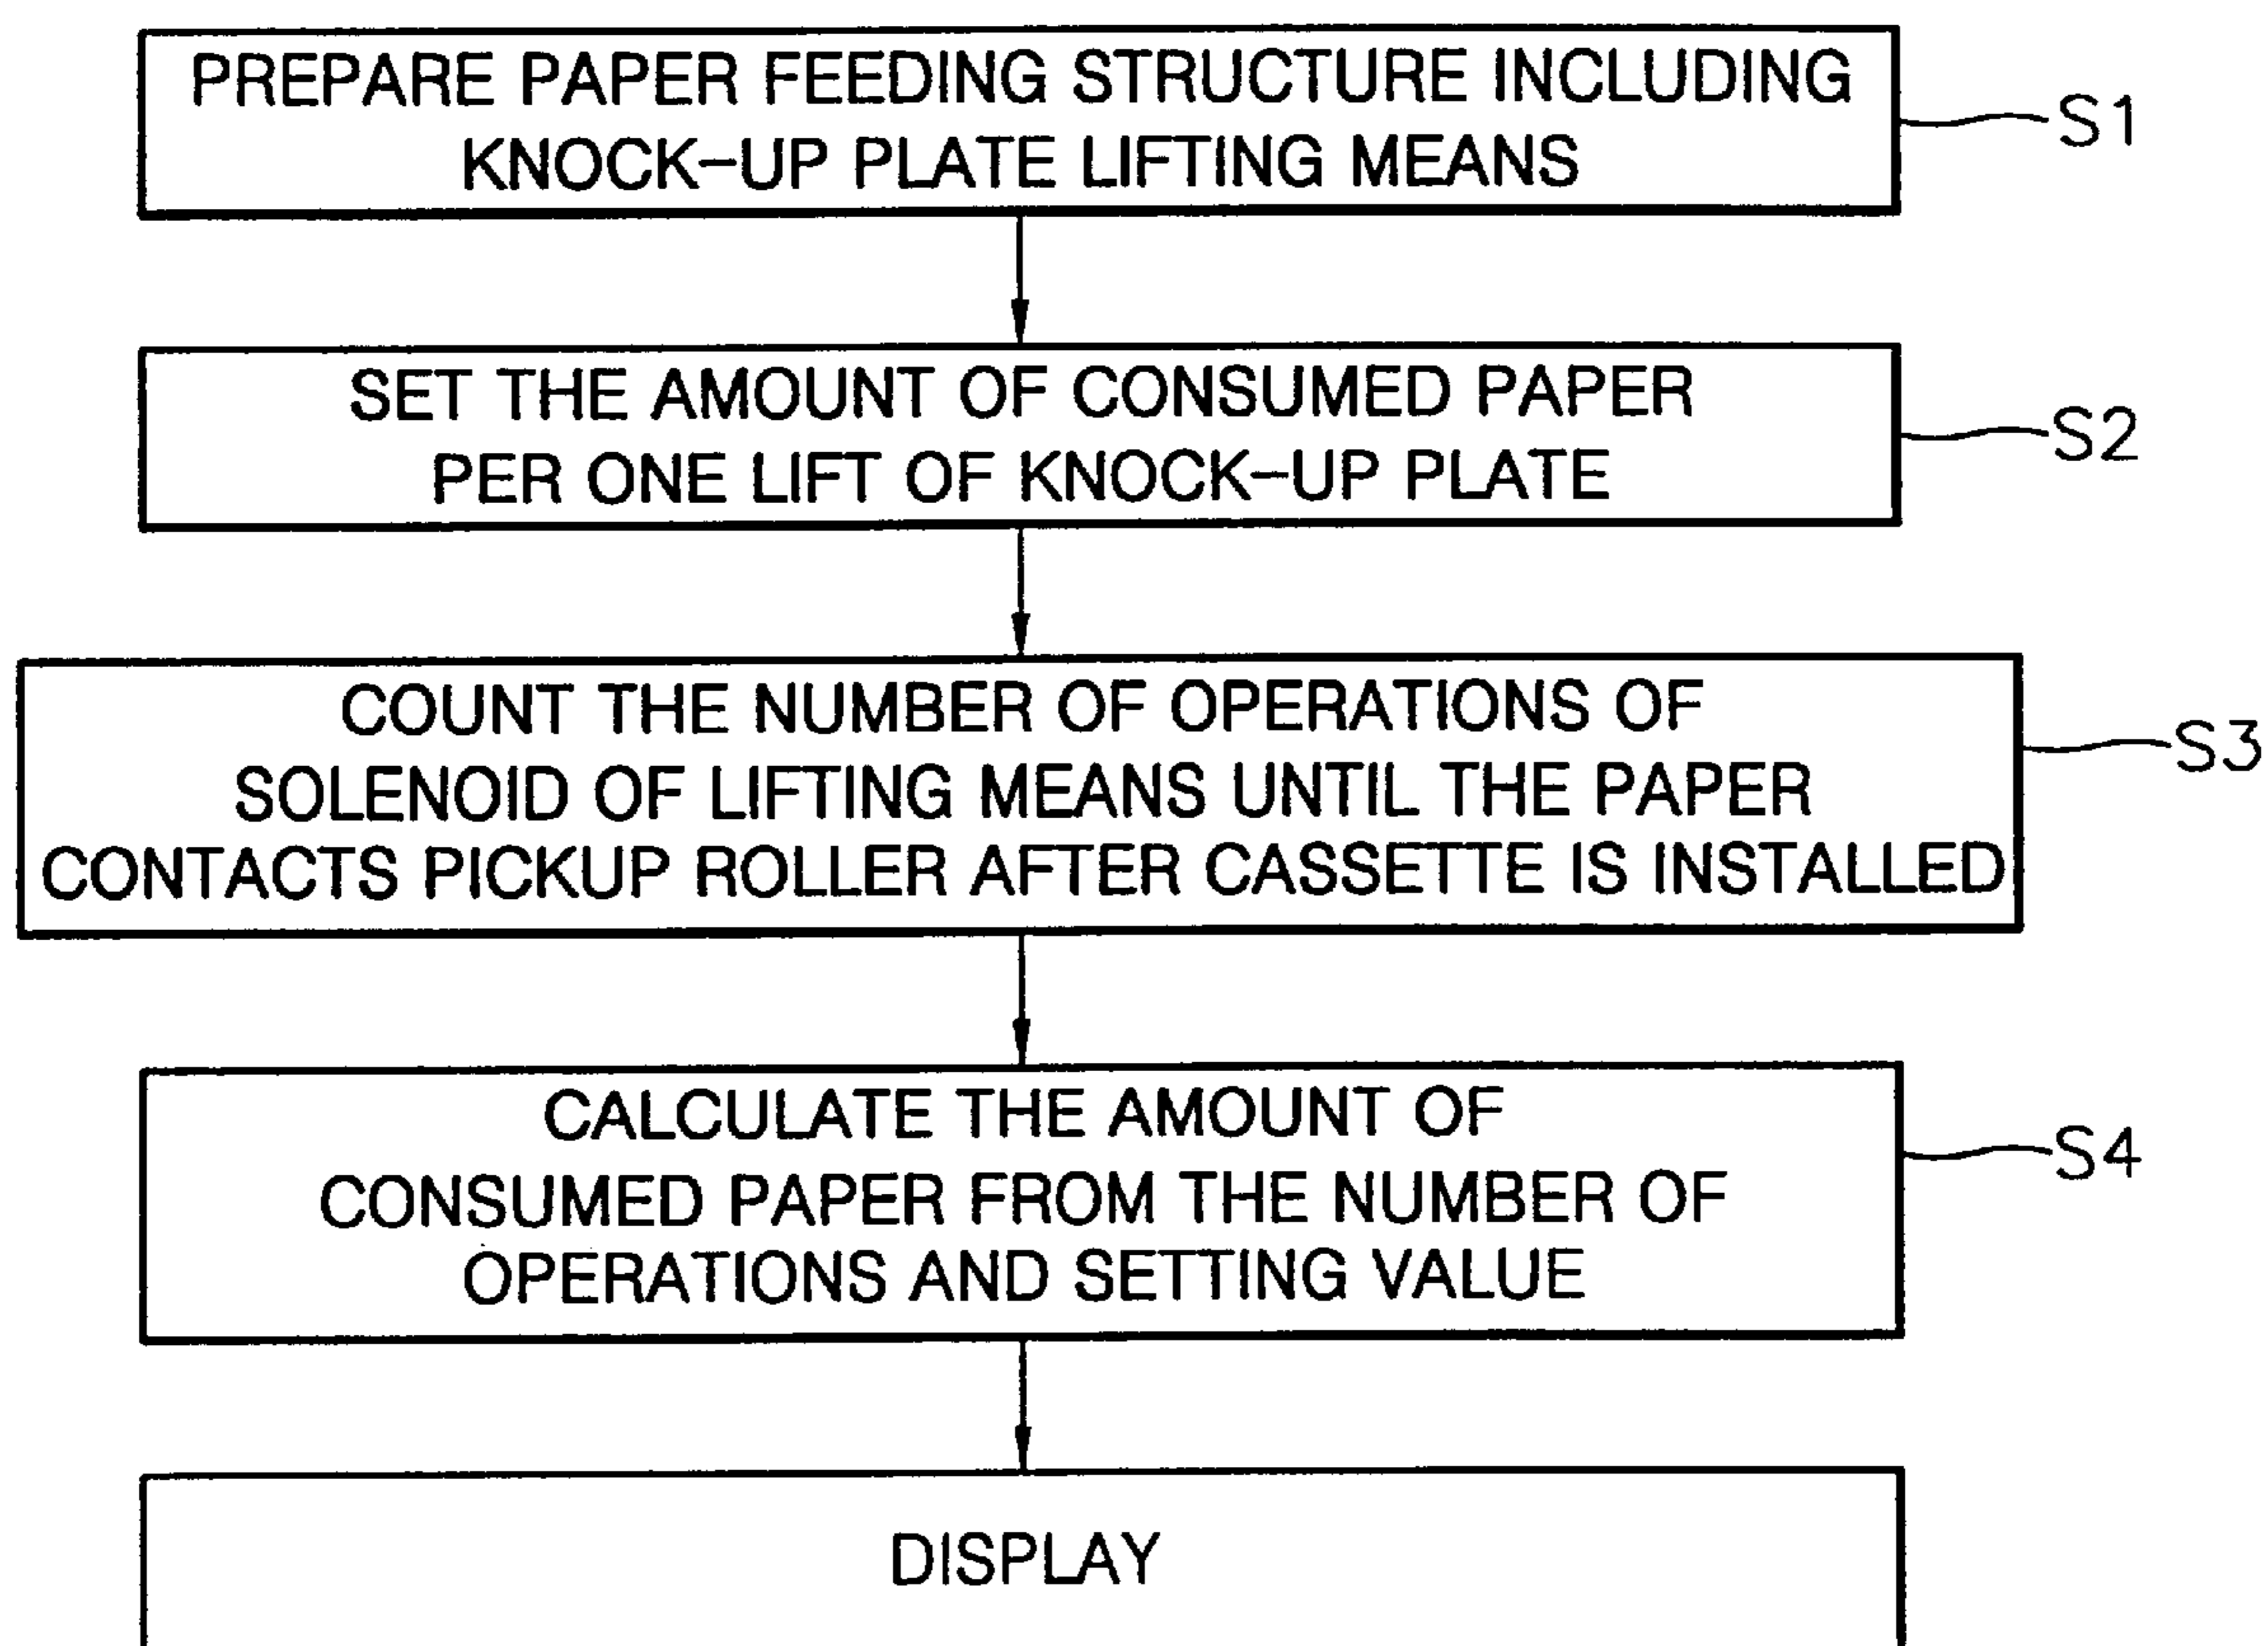 PREPARE PAPER FEEDING STRUCTURE INCLUDING
KNOCK-UP PLATE LIFTING MEANS
S1
SET THE AMOUNT OF CONSUMED PAPER
PER ONE LIFT OF KNOCK-UP PLATE
S2
COUNT THE NUMBER OF OPERATIONS OF
SOLENOID OF LIFTING MEANS UNTIL THE PAPER
CONTACTS PICKUP ROLLER AFTER CASSETTE IS INSTALLED
S3
CALCULATE THE AMOUNT OF
CONSUMED PAPER FROM THE NUMBER OF
OPERATIONS AND SETTING VALUE
S4
DISPLAY